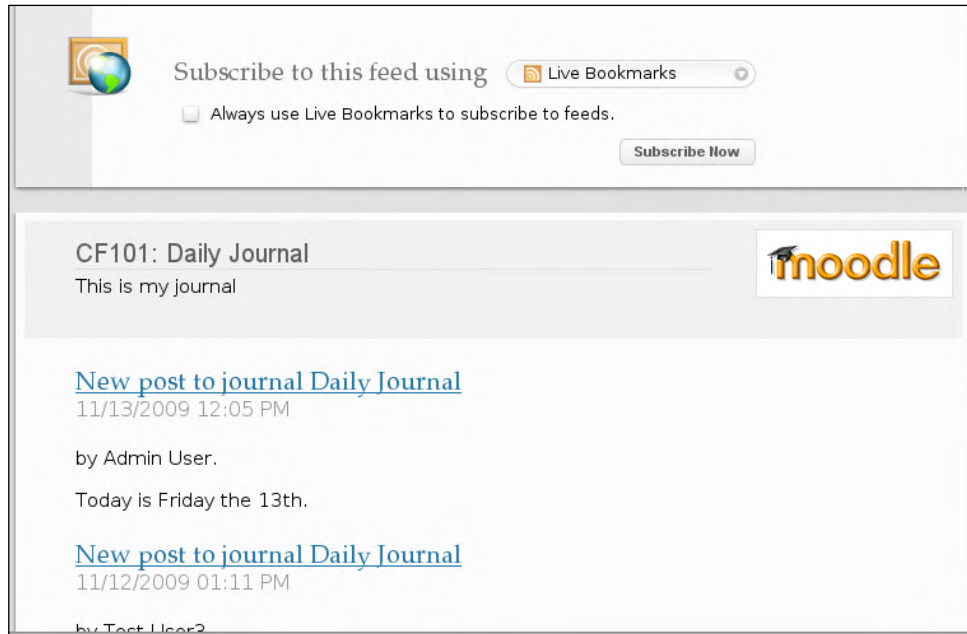 Subscribe to this feed using Live Bookmarks
Always use Live Bookmarks to subscribe to feeds.
Subscribe Now
CF101: Daily Journal
moodle
This is my journal
New post to journal Daily Journal
11/13/2009 12:05 PM
by Admin User.
Today is Friday the 13th.
New post to journal Daily Journal
11/12/2009 01:11 PM
by Test User3